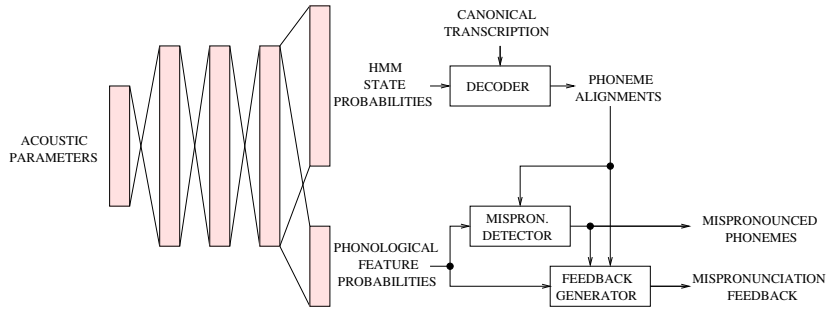 CANONICAL
TRANSCRIPTION
HMM
STATE
PROBABILITIES
DECODER
PHONEME
ALIGNMENTS
ACOUSTIC
PARAMETERS
MISPRON.
DETECTOR
MISPRONOUNCED
PHONEMES
PHONOLOGICAL
FEATURE
PROBABILITIES
FEEDBACK
GENERATOR
MISPRONUNCIATION
FEEDBACK